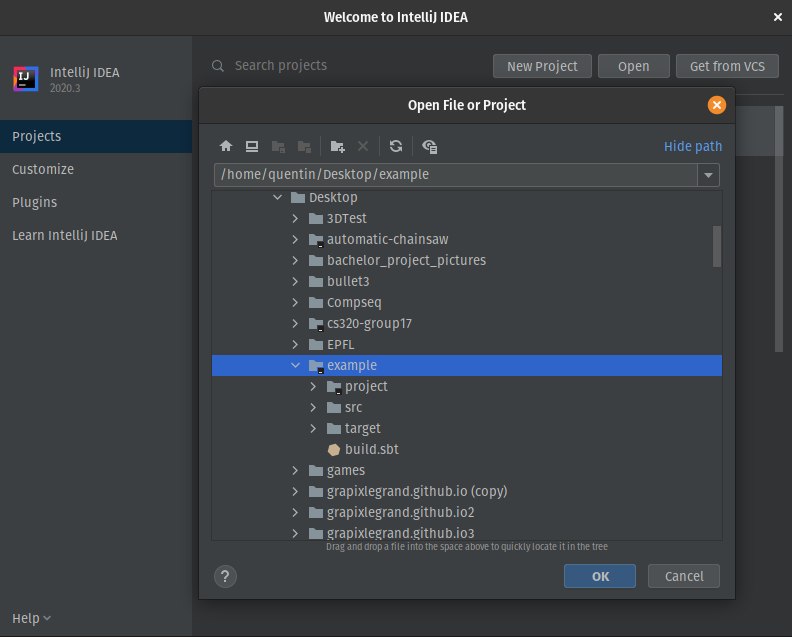 Welcome to IntelliJ IDEA
IJ
IntelliJ IDEA
2020.3
Search projects
New Project
Open
Get from VCS
Projects
Customize
Plugins
Learn IntelliJ IDEA
Help
Open File or Project
Hide path
/home/quentin/Desktop/example
Desktop
3DTest
automatic-chainsaw
bachelor_project_pictures
bullet3
Compseq
cs320-group17
EPFL
example
project
src
target
build.sbt
games
grapixlegrand.github.io (copy)
grapixlegrand.github.io2
grapixlegrand.github.io3
Drag and drop a file into the space above to quickly locate it in the tree
?
OK
Cancel